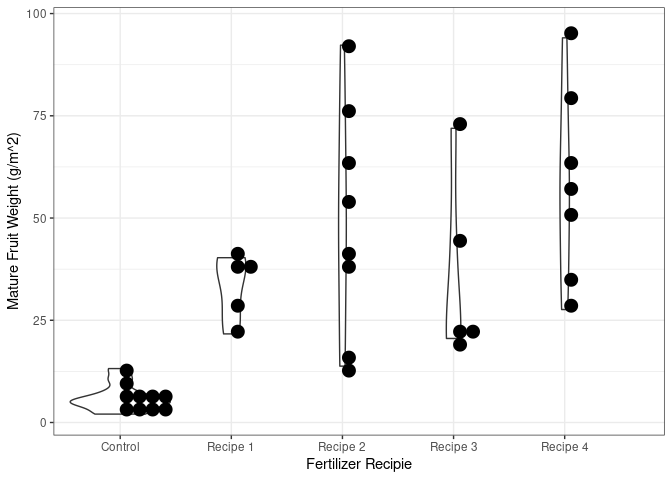 Mature Fruit Weight (g/m^2)
100
75
50
25
0
Control Recipe 1 Recipe 2 Recipe 3 Recipe 4
Fertilizer Recipie